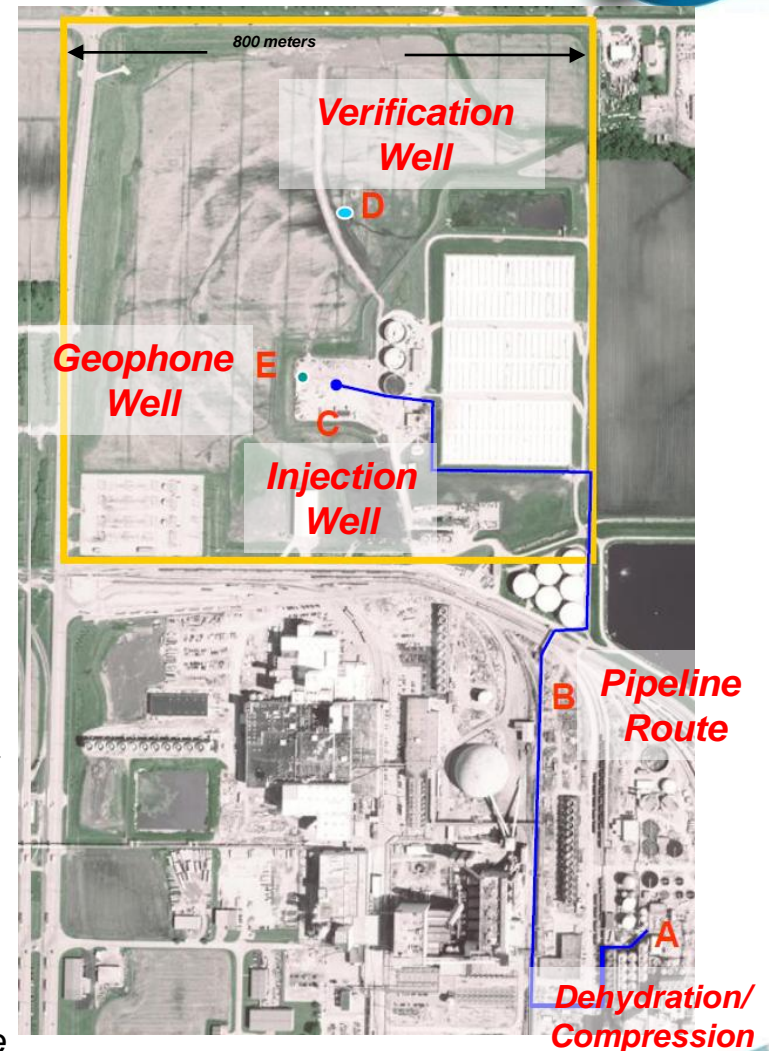 800 meters
Verification
Well
D
Geophone
Well
E
C
Injection
Well
B
Pipeline
Route
A
Dehydration/
Compression
e